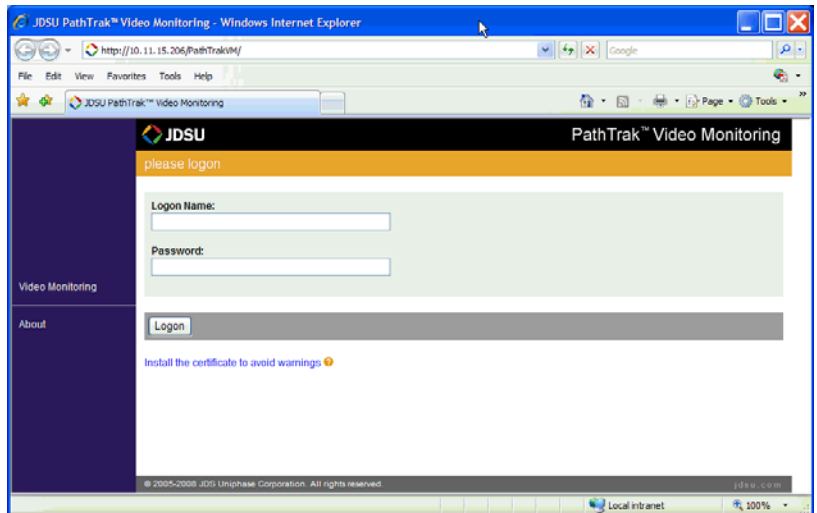 JDSU PathTrak™ Video Monitoring - Windows Internet Explorer
http://10.11.15.206/PathTrakVM/
Google
File Edit View Favorites Tools Help
JDSU PathTrak™ Video Monitoring
Page Tools
JDSU
PathTrak™ Video Monitoring
please logon
Logon Name:
Password:
Video Monitoring
About
Logon
Install the certificate to avoid warnings
© 2005-2008 JDS Uniphase Corporation. All rights reserved.
jdsu.com
Local intranet
100%